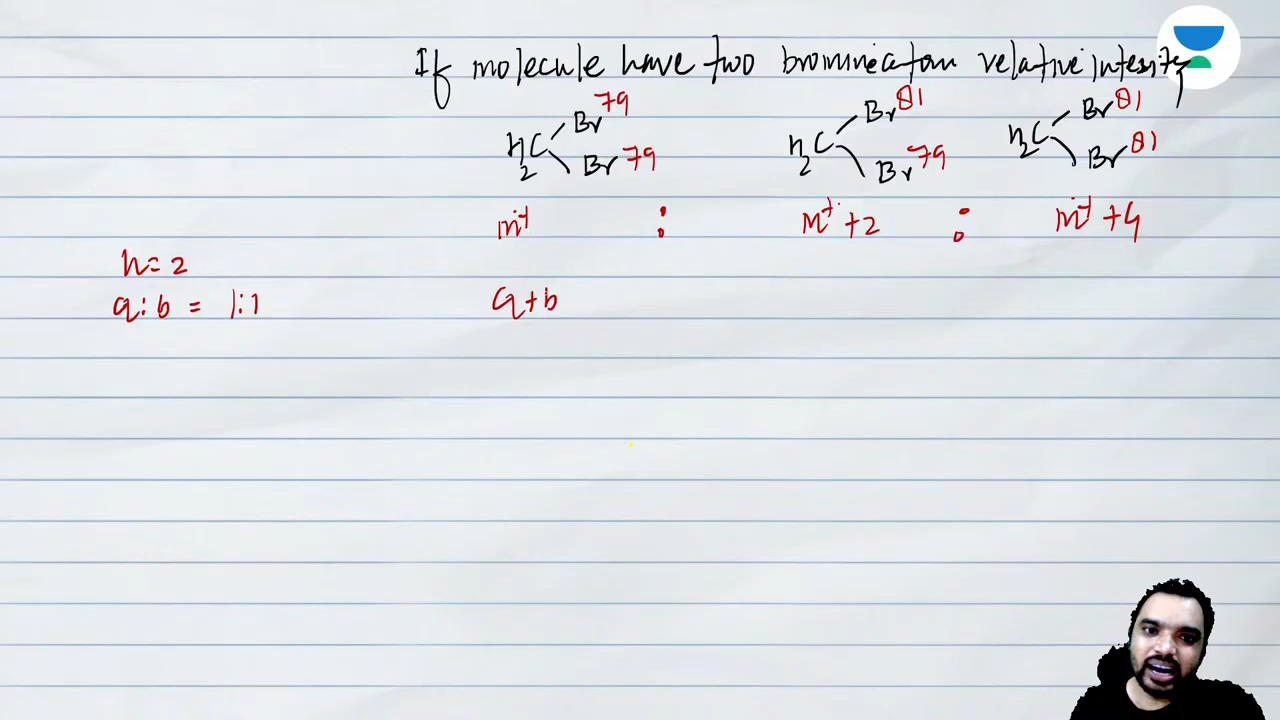 If molecule have two bromine atom relative intesity
H2C Br79 Br79
H2C Br81 Br79
H2C Br81 Br81
m+ : m+ +2 : m+ +4
n= 2
a:b = 1:1
a+b